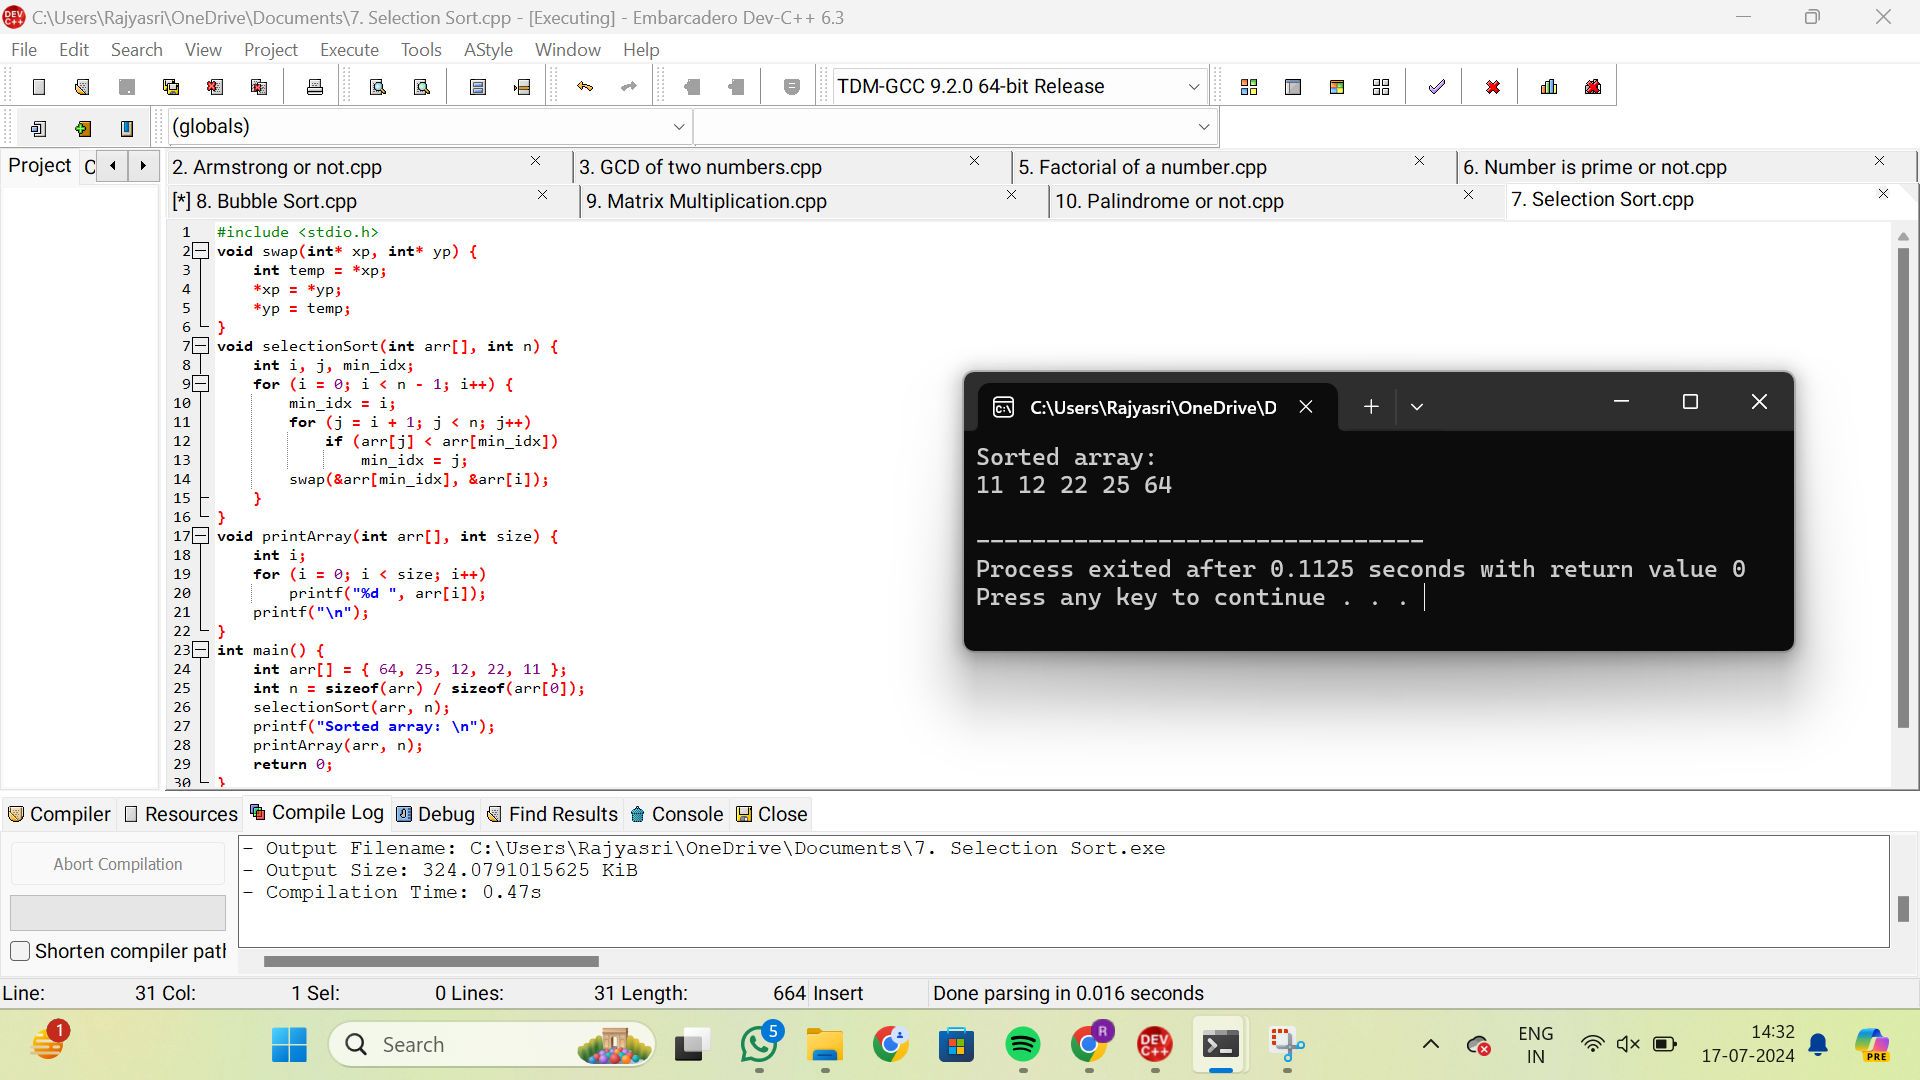 C:\Users\Rajyasri\OneDrive\Documents\7. Selection Sort.cpp - [Executing] - Embarcadero Dev-C++ 6.3
File Edit Search View Project Execute Tools AStyle Window Help
TDM-GCC 9.2.0 64-bit Release
(globals)
Project C
2. Armstrong or not.cpp 3. GCD of two numbers.cpp 5. Factorial of a number.cpp 6. Number is prime or not.cpp
[*] 8. Bubble Sort.cpp 9. Matrix Multiplication.cpp 10. Palindrome or not.cpp 7. Selection Sort.cpp
1 #include <stdio.h>
2 void swap(int* xp, int* yp) {
3 int temp = *xp;
4 *xp = *yp;
5 *yp = temp;
6 }
7 void selectionSort(int arr[], int n) {
8 int i, j, min_idx;
9 for (i = 0; i < n - 1; i++) {
10 min_idx = i;
11 for (j = i + 1; j < n; j++)
12 if (arr[j] < arr[min_idx])
13 min_idx = j;
14 swap(&arr[min_idx], &arr[i]);
15 }
16 }
17 void printArray(int arr[], int size) {
18 int i;
19 for (i = 0; i < size; i++)
20 printf("%d ", arr[i]);
21 printf("\n");
22 }
23 int main() {
24 int arr[] = { 64, 25, 12, 22, 11 };
25 int n = sizeof(arr) / sizeof(arr[0]);
26 selectionSort(arr, n);
27 printf("Sorted array: \n");
28 printArray(arr, n);
29 return 0;
30 }
C:\Users\Rajyasri\OneDrive\D
Sorted array:
11 12 22 25 64
--------------------------------
Process exited after 0.1125 seconds with return value 0
Press any key to continue . . .
Compiler Resources Compile Log Debug Find Results Console Close
Abort Compilation
Shorten compiler path
- Output Filename: C:\Users\Rajyasri\OneDrive\Documents\7. Selection Sort.exe
- Output Size: 324.0791015625 KiB
- Compilation Time: 0.47s
Line: 31 Col: 1 Sel: 0 Lines: 31 Length: 664 Insert Done parsing in 0.016 seconds
1
Search
5
R
DEV C++
ENG
IN
14:32
17-07-2024
PRE